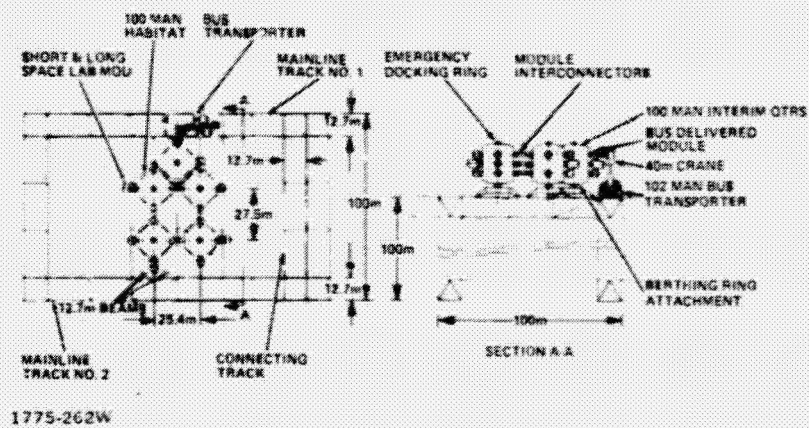 100 MAN
HABITAT
BUS
TRANSPORTER
SHORT & LONG
SPACE LAB MOD
MAINLINE
TRACK NO. 1
EMERGENCY
DOCKING RING
MODULE
INTERCONNECTORS
A
12.7m
12.7m
100 MAN INTERIM QTRS
BUS DELIVERED
MODULE
40m CRANE
102 MAN BUS
TRANSPORTER
27.5m
100m
100m
12.7m
12.7m BEAMS
25.4m
A
BERTHING RING
ATTACHMENT
100m
MAINLINE
TRACK NO. 2
CONNECTING
TRACK
SECTION A-A
1775-262W